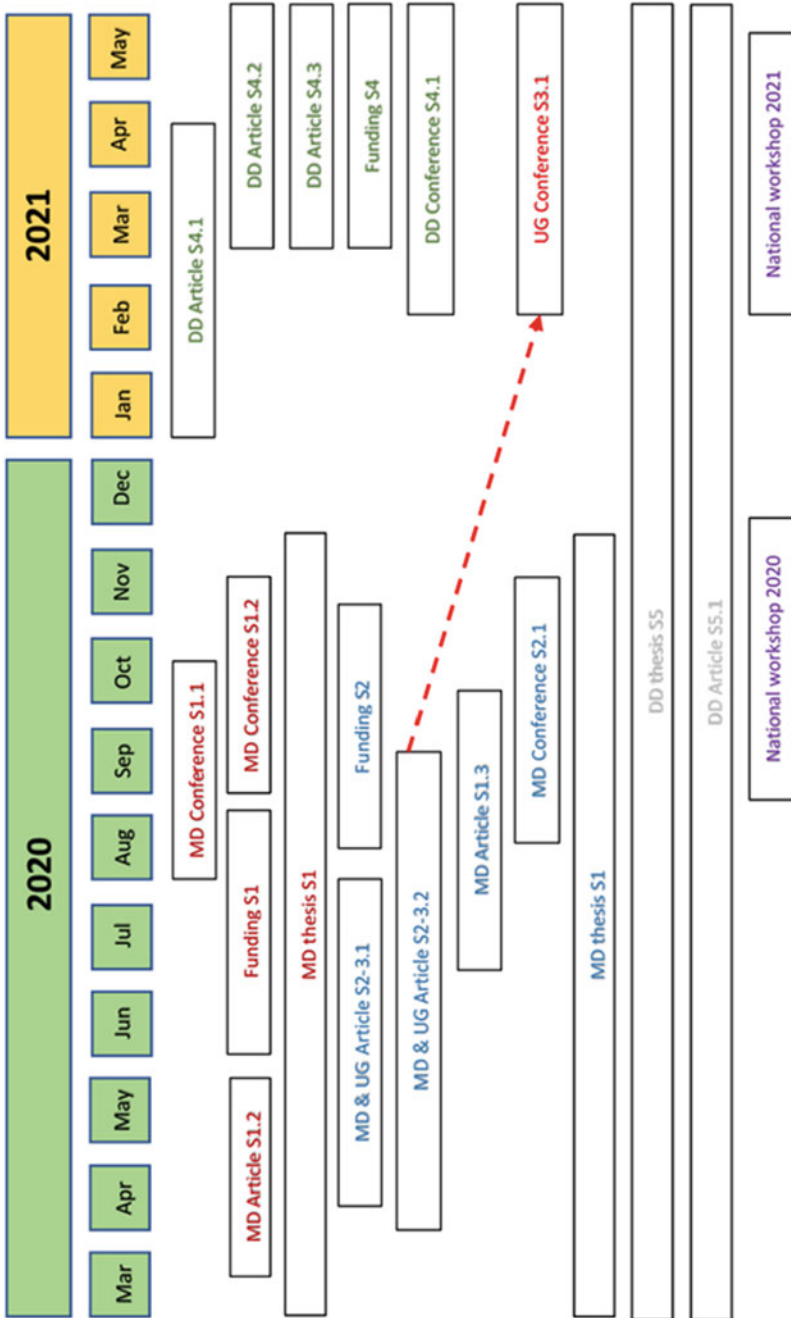 2020
2021
Mar
Apr
May
Jun
Jul
Aug
Sep
Oct
Nov
Dec
Jan
Feb
Mar
Apr
May
MD Conference S1.1
DD Article S4.1
MD Article S1.2
Funding S1
MD Conference S1.2
DD Article S4.2
MD thesis S1
DD Article S4.3
MD & UG Article S2-3.1
Funding S2
Funding S4
MD & UG Article S2-3.2
DD Conference S4.1
MD Article S1.3
MD Conference S2.1
UG Conference S3.1
MD thesis S1
DD thesis S5
DD Article S5.1
National workshop 2020
National workshop 2021